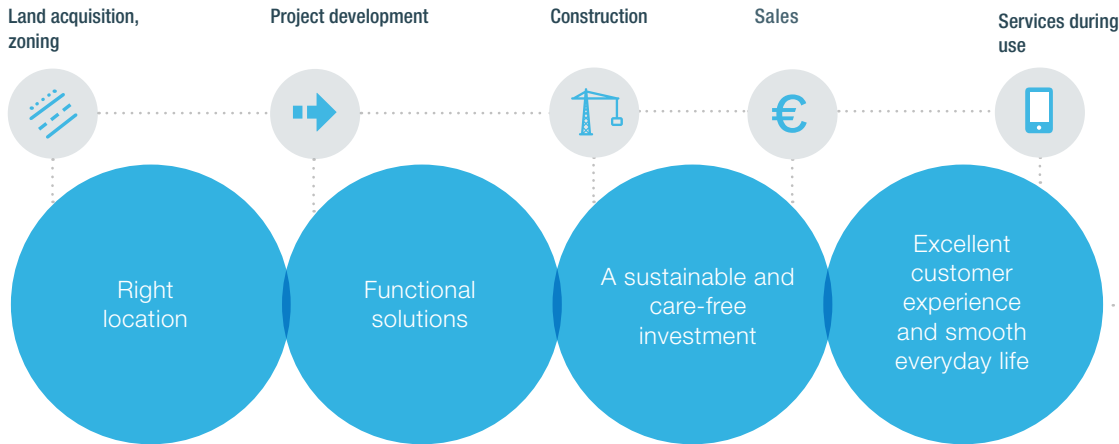 Land acquisition,
zoning
Project development
Construction
Sales
Services during
use
€
Right
location
Functional
solutions
A sustainable and
care-free
investment
Excellent
customer
experience
and smooth
everyday life